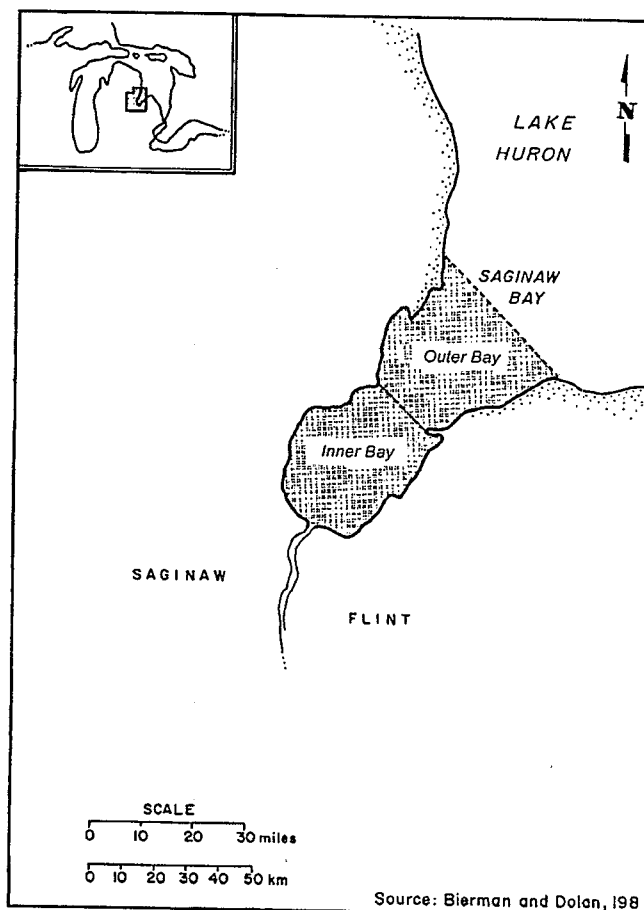 LAKE
HURON
N
SAGINAW
BAY
Outer Bay
Inner Bay
SAGINAW
FLINT
SCALE
0 10 20 30 miles
0 10 20 30 40 50 km
Source: Bierman and Dolan, 198